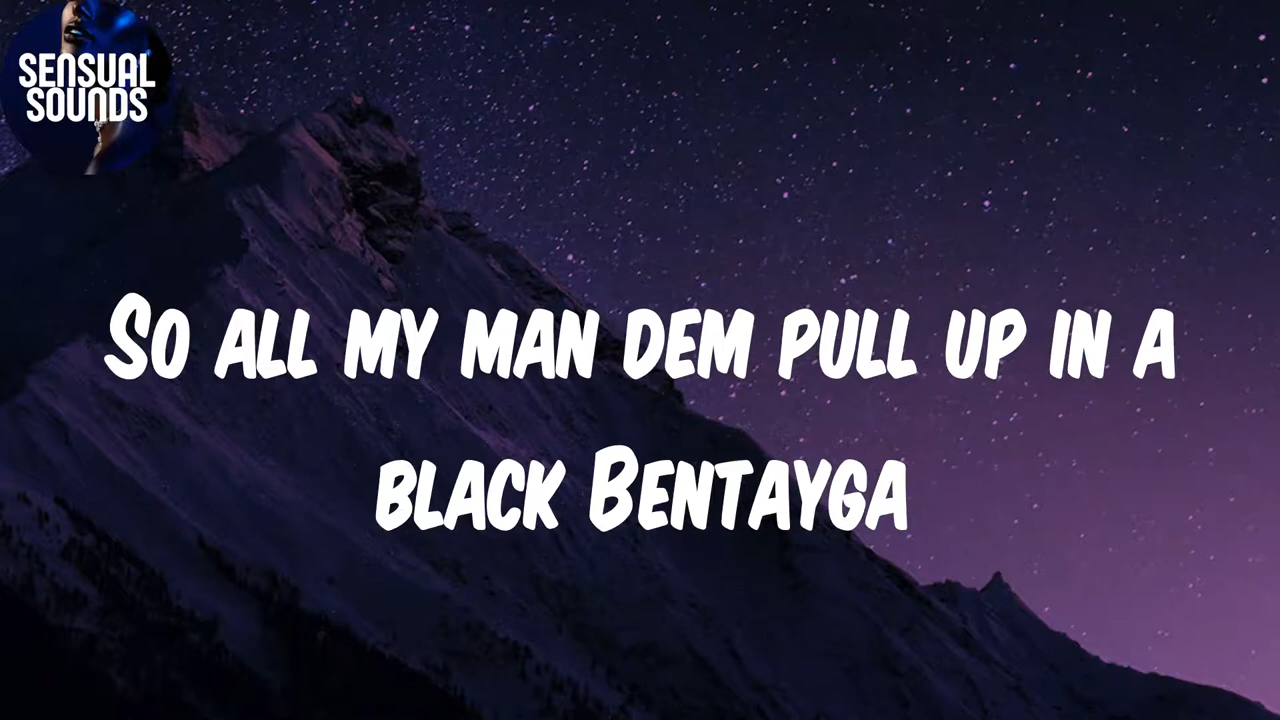 SENSUAL
SOUNDS
SO ALL MY MAN DEM PULL UP IN A
BLACK BENTAYGA